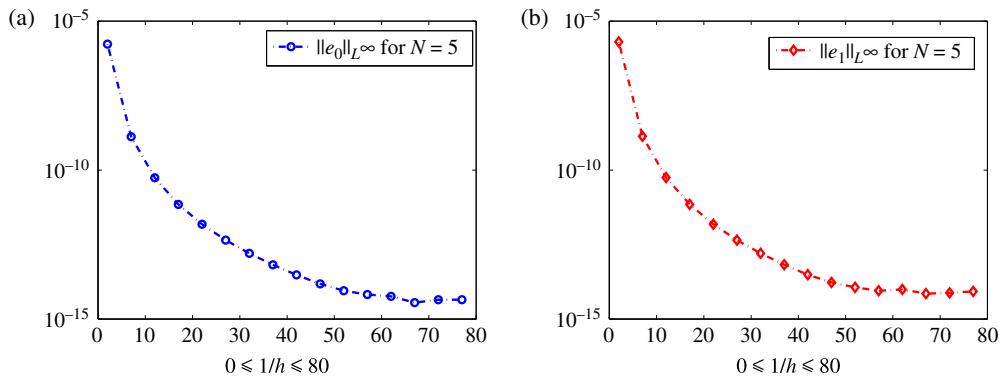 (a)
10⁻⁵
10⁻¹⁰
10⁻¹⁵
||e₀||L∞ for N = 5
0 10 20 30 40 50 60 70 80
0 ⩽ 1/h ⩽ 80
(b)
10⁻⁵
10⁻¹⁰
10⁻¹⁵
||e₁||L∞ for N = 5
0 10 20 30 40 50 60 70 80
0 ⩽ 1/h ⩽ 80